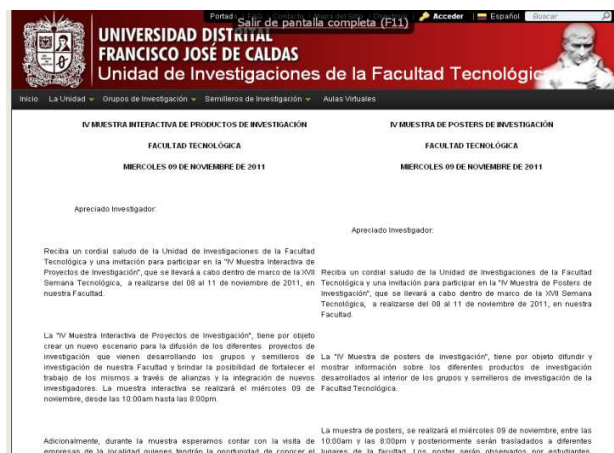 Portada
Acceder | Español Buscar
Salir de pantalla completa (F11)
UNIVERSIDAD DISTRITAL
FRANCISCO JOSÉ DE CALDAS
Unidad de Investigaciones de la Facultad Tecnológica
Inicio La Unidad Grupos de Investigación Semilleros de Investigación Aulas Virtuales
IV MUESTRA INTERACTIVA DE PRODUCTOS DE INVESTIGACIÓN
FACULTAD TECNOLÓGICA
MIERCOLES 09 DE NOVIEMBRE DE 2011
Apreciado Investigador:
Reciba un cordial saludo de la Unidad de Investigaciones de la Facultad
Tecnológica y una invitación para participar en la "IV Muestra Interactiva de
Proyectos de Investigación", que se llevará a cabo dentro de marco de la XVII
Semana Tecnológica, a realizarse del 08 al 11 de noviembre de 2011, en
nuestra Facultad.
La "IV Muestra Interactiva de Proyectos de Investigación", tiene por objeto
crear un nuevo escenario para la difusión de los diferentes proyectos de
investigación que vienen desarrollando los grupos y semilleros de
investigación de nuestra Facultad y brindar la posibilidad de fortalecer el
trabajo de los mismos a través de alianzas y la integración de nuevos
investigadores. La muestra interactiva se realizará el miércoles 09 de
noviembre, desde las 10:00am hasta las 8:00pm.
Adicionalmente, durante la muestra esperamos contar con la visita de
empresas de la localidad quienes tendrán la oportunidad de conocer el
IV MUESTRA DE POSTERS DE INVESTIGACIÓN
FACULTAD TECNOLÓGICA
MIERCOLES 09 DE NOVIEMBRE DE 2011
Apreciado Investigador:
Reciba un cordial saludo de la Unidad de Investigaciones de la Facultad
Tecnológica y una invitación para participar en la "IV Muestra de Posters de
Investigación", que se llevará a cabo dentro de marco de la XVII Semana
Tecnológica, a realizarse del 08 al 11 de noviembre de 2011, en nuestra
Facultad.
La "IV Muestra de posters de investigación", tiene por objeto difundir y
mostrar información sobre los diferentes productos de investigación
desarrollados al interior de los grupos y semilleros de investigación de la
Facultad Tecnológica.
La muestra de posters, se realizará el miércoles 09 de noviembre, entre las
10:00am y las 8:00pm y posteriormente serán trasladados a diferentes
lugares de la facultad. Los poster serán observados por estudiantes,